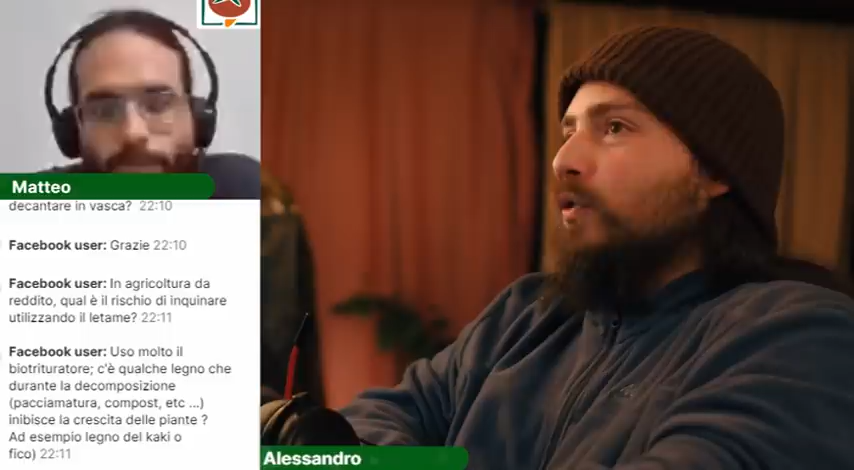 Matteo
decantare in vasca? 22:10
Facebook user: Grazie 22:10
Facebook user: In agricoltura da
reddito, qual è il rischio di inquinare
utilizzando il letame? 22:11
Facebook user: Uso molto il
biotrituratore; c'è qualche legno che
durante la decomposizione
(pacciamatura, compost, etc ...)
inibisce la crescita delle piante ?
Ad esempio legno del kaki o
fico) 22:11
Alessandro